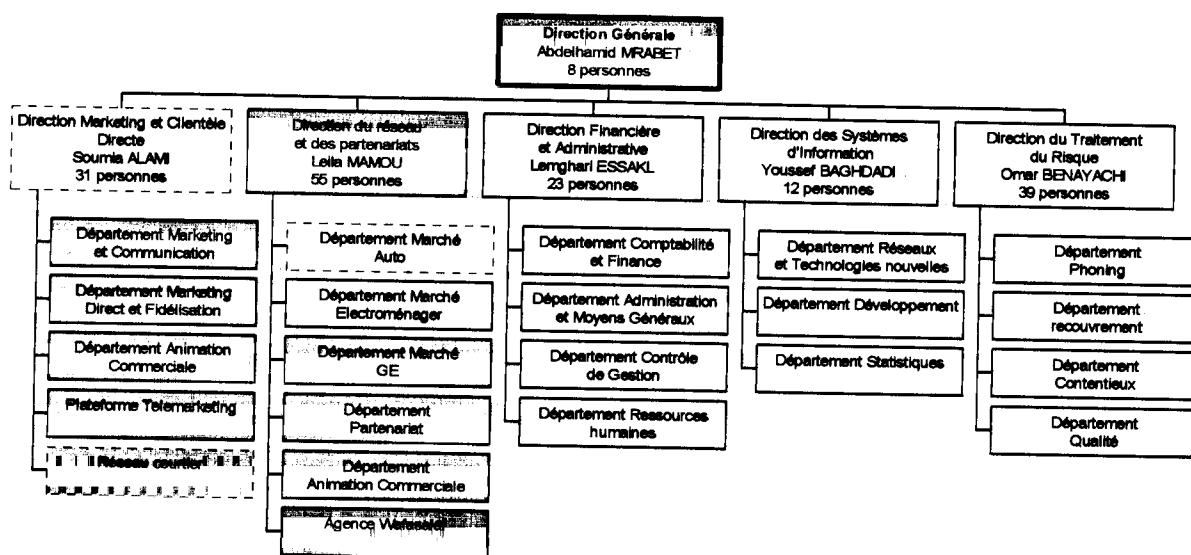 Direction Générale
Abdelhamid MRABET
8 personnes
Direction Marketing et Clientèle
Directe
Soumia ALAMI
31 personnes
Direction du réseau
et des partenariats
Leila MAMOU
55 personnes
Direction Financière
et Administrative
Lemghari ESSAKL
23 personnes
Direction des Systèmes
d'Information
Youssef BAGHDADI
12 personnes
Direction du Traitement
du Risque
Omar BENAYACHI
39 personnes
Département Marketing
et Communication
Département Marketing
Direct et Fidélisation
Département Animation
Commerciale
Plateforme Telemarketing
Réseau courtier
Département Marché
Auto
Département Marché
Electroménager
Département Marché
GE
Département
Partenariat
Département
Animation Commerciale
Agence Wafasalaf
Département Comptabilité
et Finance
Département Administration
et Moyens Généraux
Département Contrôle
de Gestion
Département Ressources
humaines
Département Réseaux
et Technologies nouvelles
Département Développement
Département Statistiques
Département
Phoning
Département
recouvrement
Département
Contentieux
Département
Qualité